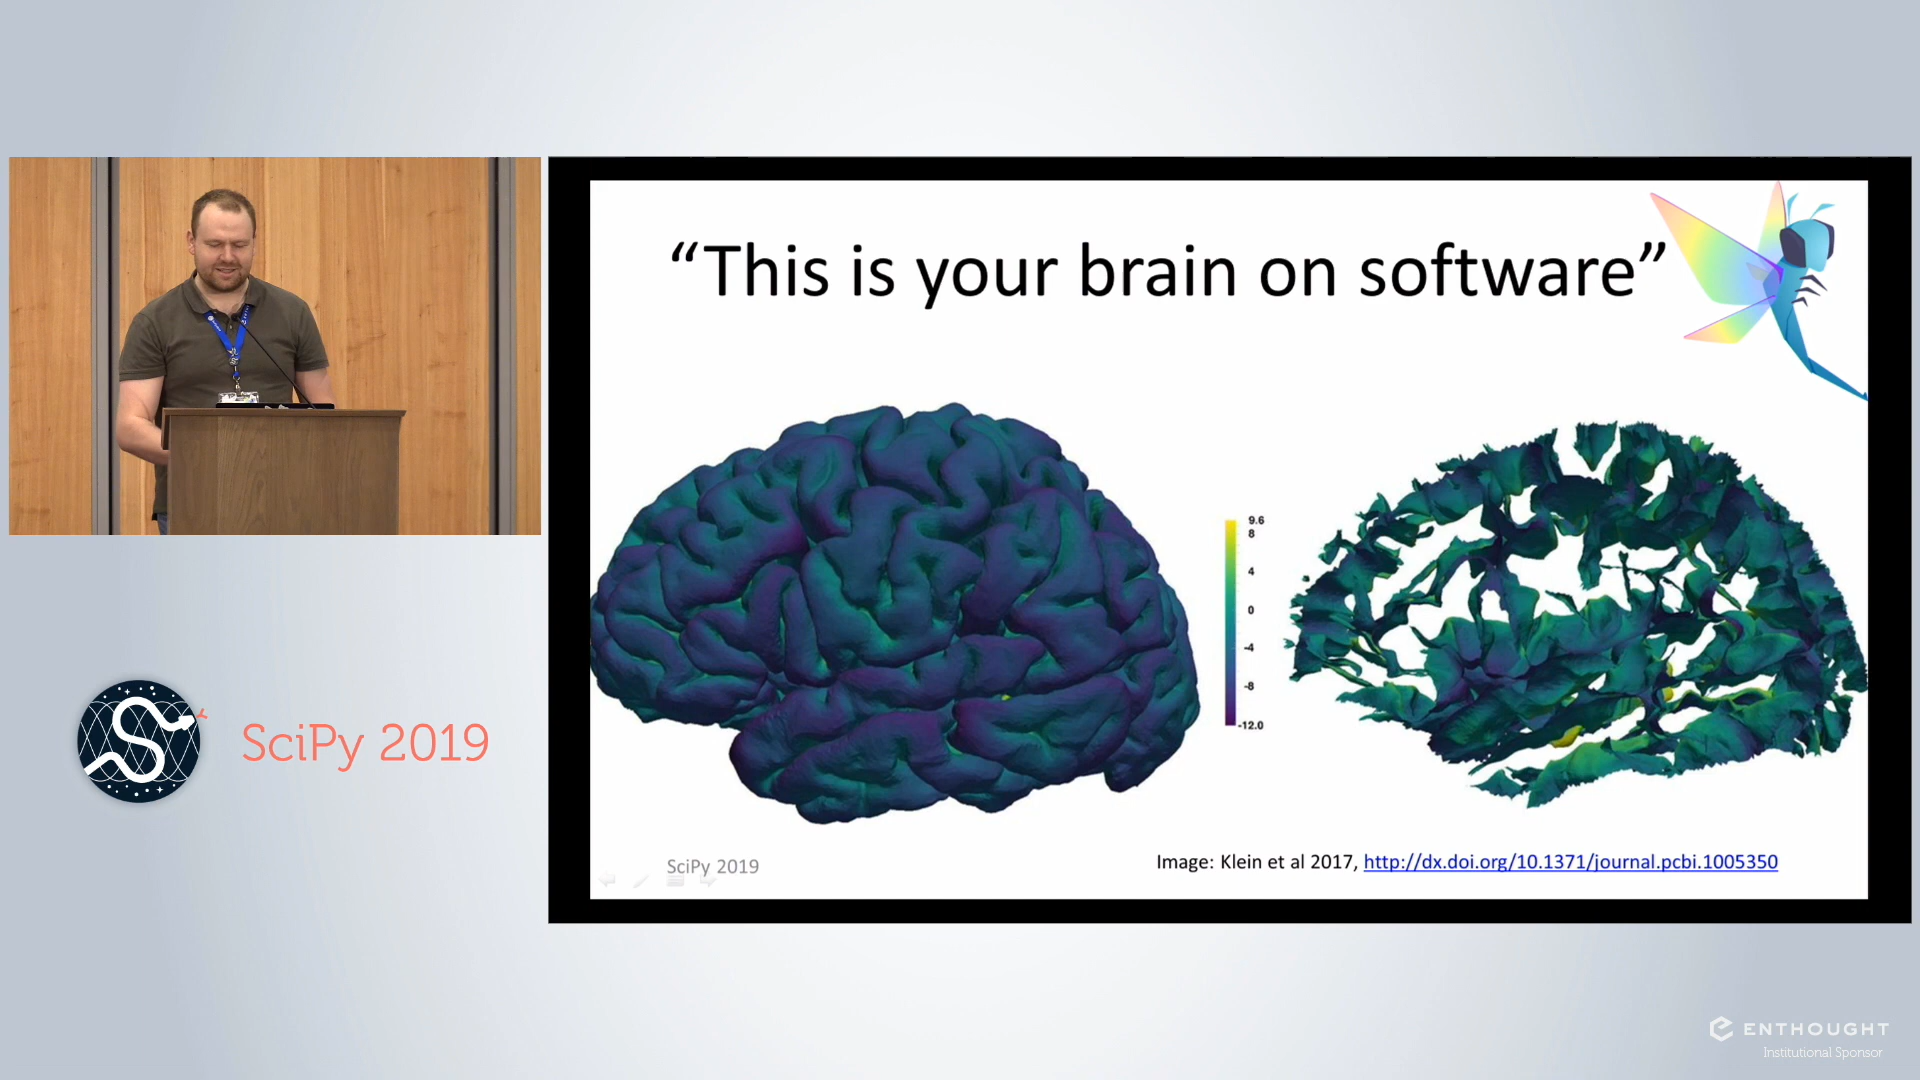 “This is your brain on software”
9.6
8
4
0
-4
-8
-12.0
SciPy 2019
Image: Klein et al 2017, http://dx.doi.org/10.1371/journal.pcbi.1005350
SciPy 2019
ENTHOUGHT
Institutional Sponsor